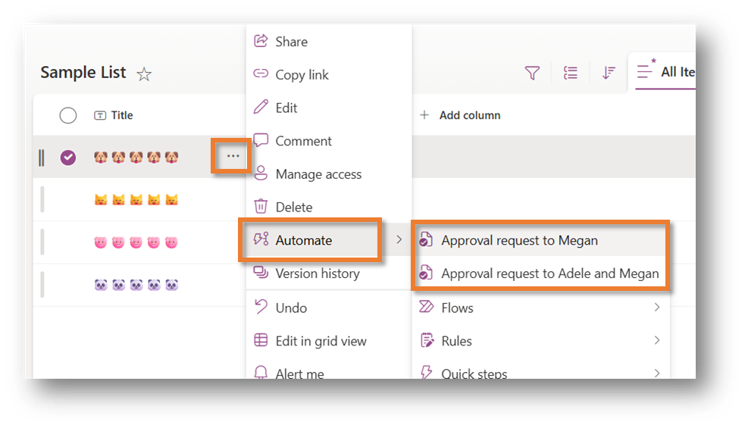 Sample List
All Ite
Title
Add column
🐶🐶🐶🐶🐶
...
😺😺😺😺😺
🐷🐷🐷🐷🐷
🐼🐼🐼🐼🐼
Share
Copy link
Edit
Comment
Manage access
Delete
Automate
Version history
Undo
Edit in grid view
Alert me
Approval request to Megan
Approval request to Adele and Megan
Flows
Rules
Quick steps